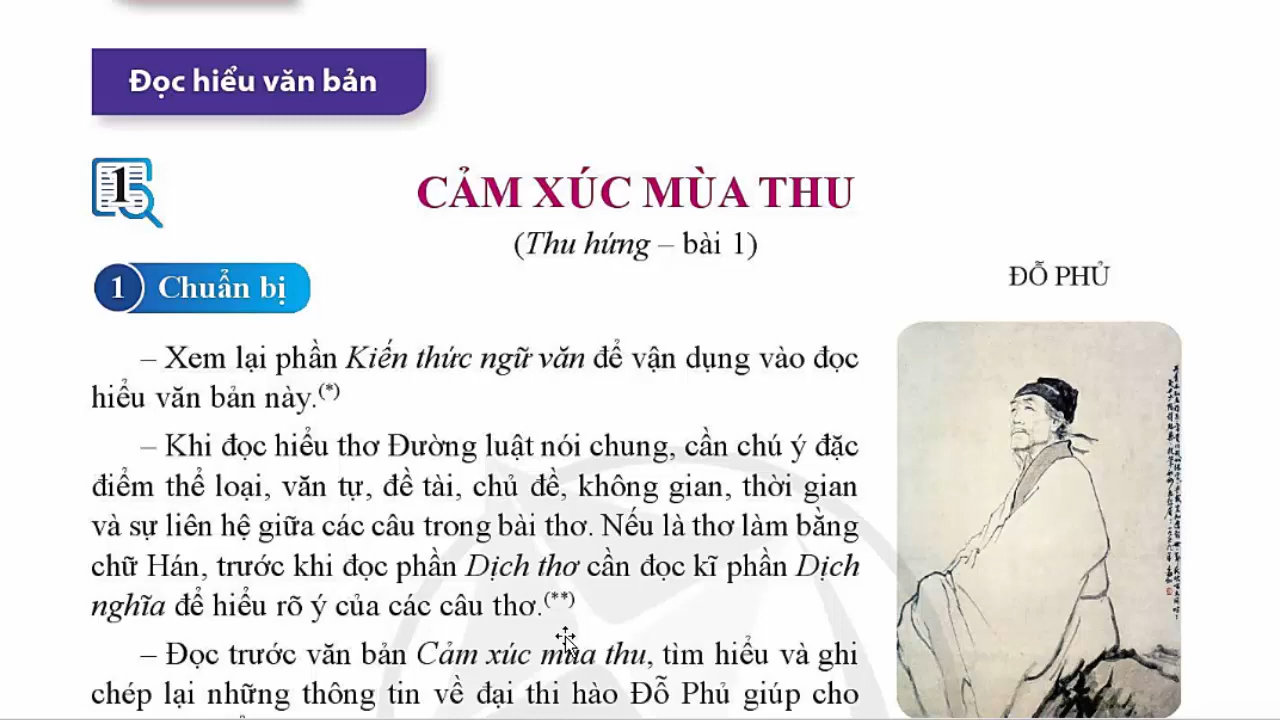 Đọc hiểu văn bản
1
CẢM XÚC MÙA THU
(Thu hứng – bài 1)
ĐỖ PHỦ
1 Chuẩn bị
– Xem lại phần Kiến thức ngữ văn để vận dụng vào đọc
hiểu văn bản này.(*)
– Khi đọc hiểu thơ Đường luật nói chung, cần chú ý đặc
điểm thể loại, văn tự, đề tài, chủ đề, không gian, thời gian
và sự liên hệ giữa các câu trong bài thơ. Nếu là thơ làm bằng
chữ Hán, trước khi đọc phần Dịch thơ cần đọc kĩ phần Dịch
nghĩa để hiểu rõ ý của các câu thơ.(**)
– Đọc trước văn bản Cảm xúc mùa thu, tìm hiểu và ghi
chép lại những thông tin về đại thi hào Đỗ Phủ giúp cho